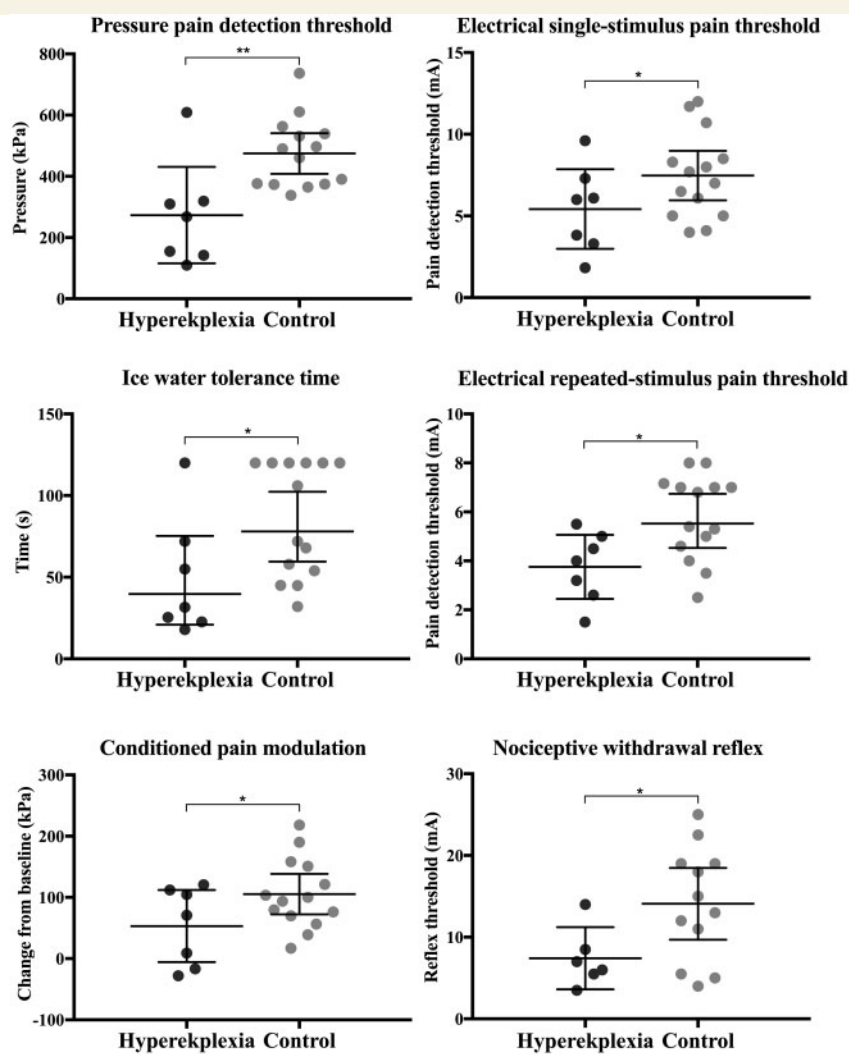 Pressure pain detection threshold
**
800
600
400
200
0
Pressure (kPa)
Hyperekplexia Control
Electrical single-stimulus pain threshold
*
15
10
5
0
Pain detection threshold (mA)
Hyperekplexia Control
Ice water tolerance time
*
150
100
50
0
Time (s)
Hyperekplexia Control
Electrical repeated-stimulus pain threshold
*
10
8
6
4
2
0
Pain detection threshold (mA)
Hyperekplexia Control
Conditioned pain modulation
*
300
200
100
0
-100
Change from baseline (kPa)
Hyperekplexia Control
Nociceptive withdrawal reflex
*
30
20
10
0
Reflex threshold (mA)
Hyperekplexia Control